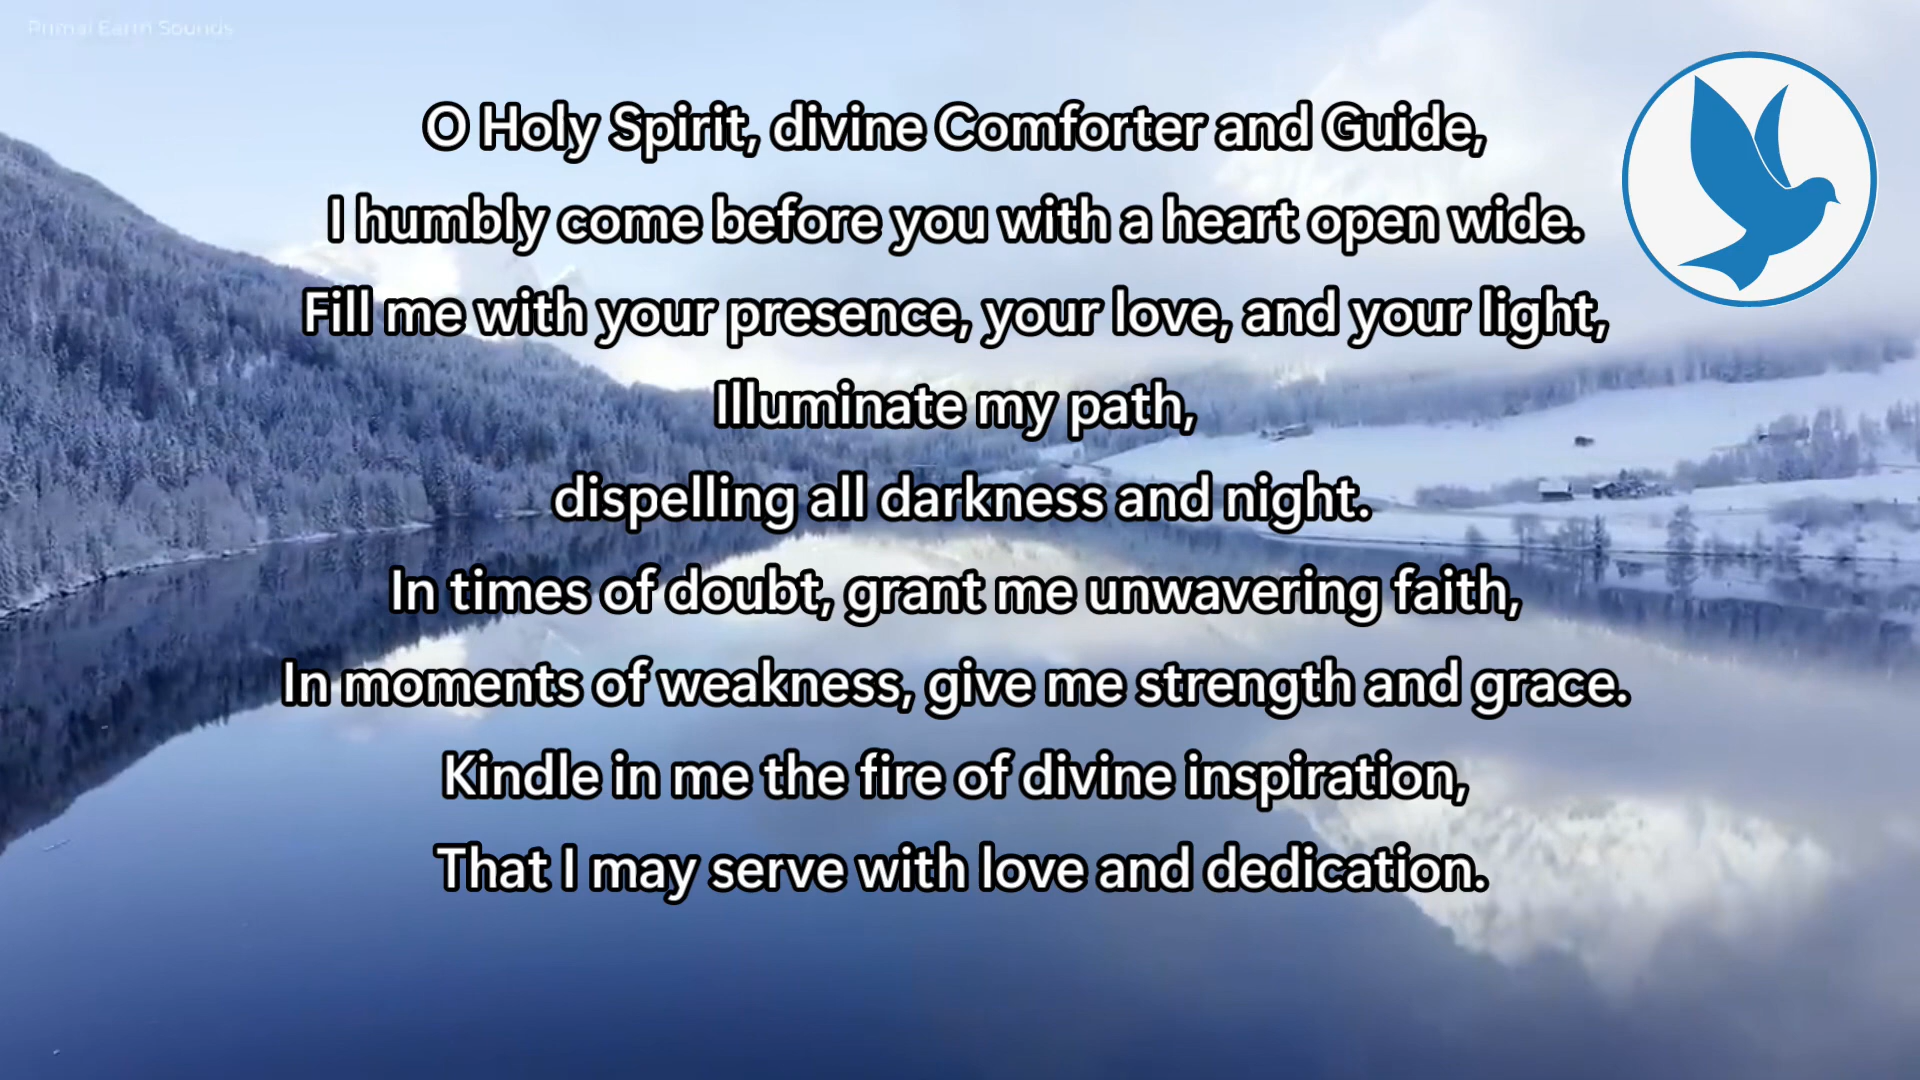 Primal Earth Sounds
O Holy Spirit, divine Comforter and Guide,
I humbly come before you with a heart open wide.
Fill me with your presence, your love, and your light,
Illuminate my path,
dispelling all darkness and night.
In times of doubt, grant me unwavering faith,
In moments of weakness, give me strength and grace.
Kindle in me the fire of divine inspiration,
That I may serve with love and dedication.